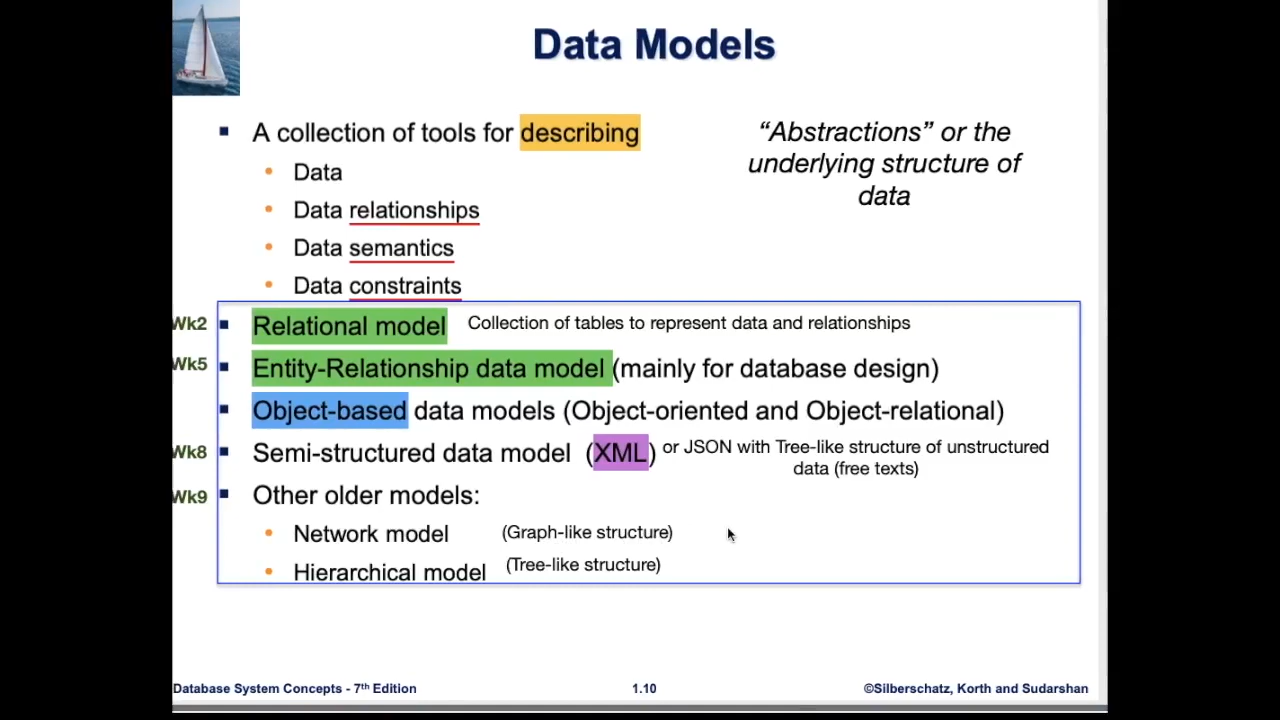 Data Models
▪ A collection of tools for describing
“Abstractions” or the
underlying structure of
data
• Data
• Data relationships
• Data semantics
• Data constraints
Wk2 ▪ Relational model Collection of tables to represent data and relationships
Wk5 ▪ Entity-Relationship data model (mainly for database design)
▪ Object-based data models (Object-oriented and Object-relational)
Wk8 ▪ Semi-structured data model (XML) or JSON with Tree-like structure of unstructured
data (free texts)
Wk9 ▪ Other older models:
• Network model (Graph-like structure)
• Hierarchical model (Tree-like structure)
Database System Concepts - 7th Edition 1.10 ©Silberschatz, Korth and Sudarshan